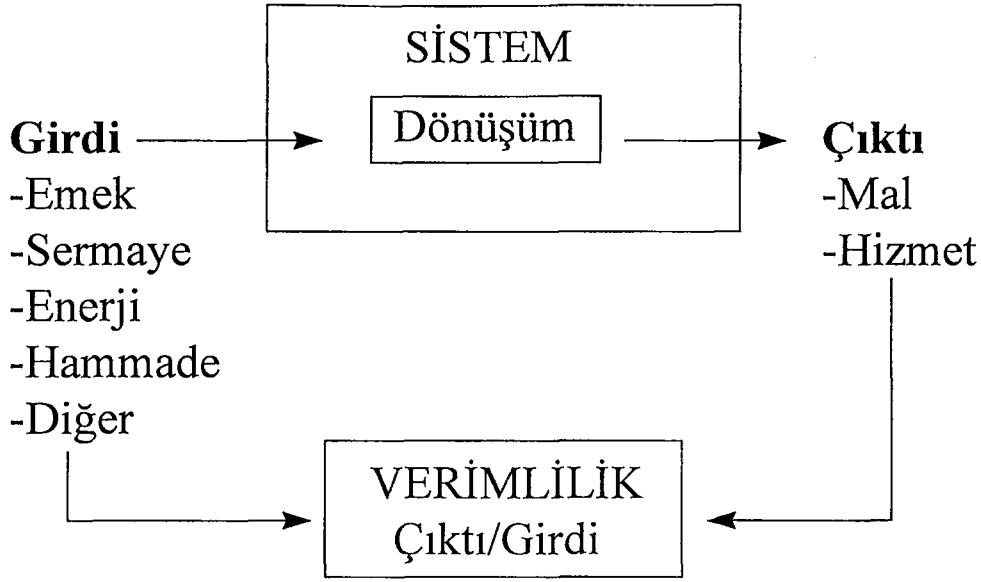 SİSTEM
Dönüşüm
Girdi
-Emek
-Sermaye
-Enerji
-Hammade
-Diğer
Çıktı
-Mal
-Hizmet
VERİMLİLİK
Çıktı/Girdi